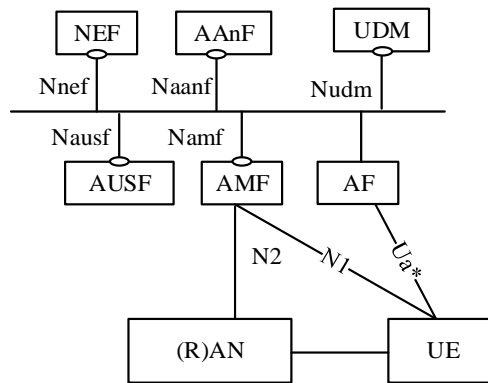 NEF
AAnF
UDM
Nnef
Naanf
Nudm
Nausf
Namf
AUSF
AMF
AF
N2
N1
Ua*
(R)AN
UE